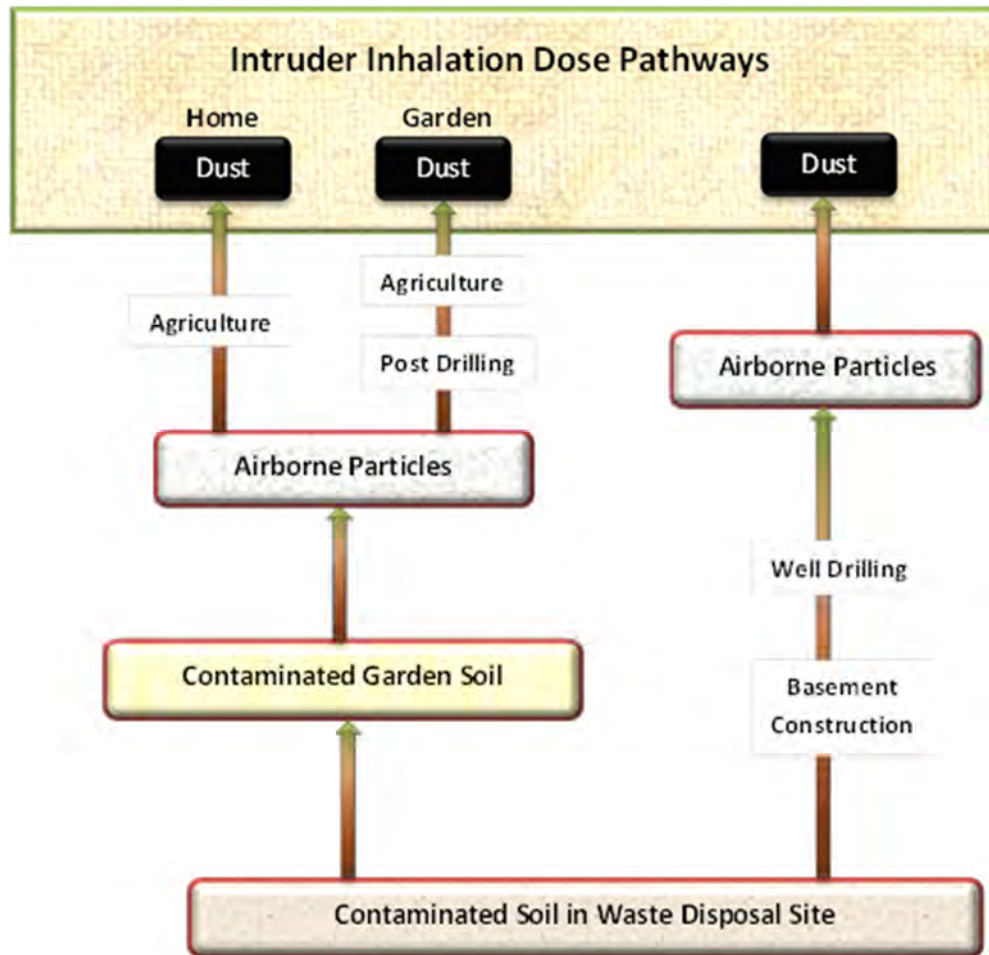 Intruder Inhalation Dose Pathways
Home
Garden
Dust
Dust
Dust
Agriculture
Agriculture
Post Drilling
Airborne Particles
Airborne Particles
Well Drilling
Contaminated Garden Soil
Basement
Construction
Contaminated Soil in Waste Disposal Site